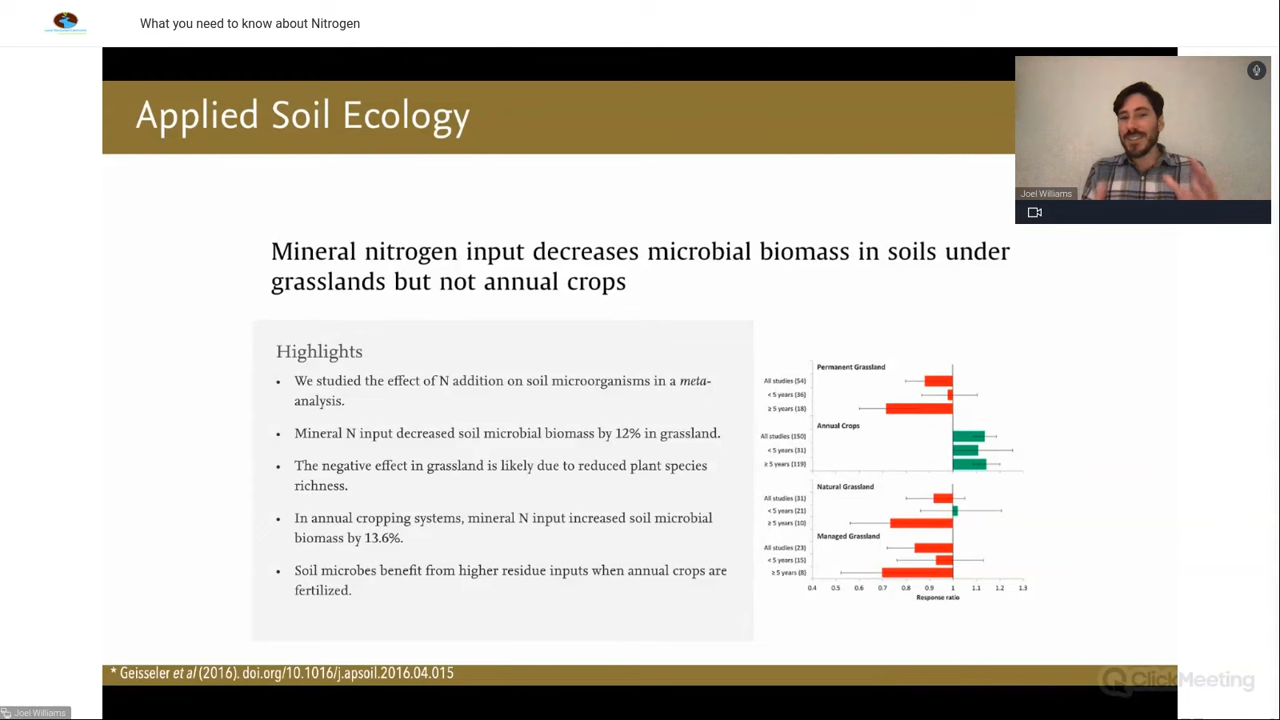 What you need to know about Nitrogen
Applied Soil Ecology
Joel Williams
Mineral nitrogen input decreases microbial biomass in soils under
grasslands but not annual crops
Highlights
• We studied the effect of N addition on soil microorganisms in a meta-
analysis.
• Mineral N input decreased soil microbial biomass by 12% in grassland.
• The negative effect in grassland is likely due to reduced plant species
richness.
• In annual cropping systems, mineral N input increased soil microbial
biomass by 13.6%.
• Soil microbes benefit from higher residue inputs when annual crops are
fertilized.
Permanent Grassland
All studies (54)
< 5 years (36)
≥ 5 years (18)
Annual Crops
All studies (150)
< 5 years (31)
≥ 5 years (119)
Natural Grassland
All studies (31)
< 5 years (21)
≥ 5 years (10)
Managed Grassland
All studies (23)
< 5 years (15)
≥ 5 years (8)
0.4 0.5 0.6 0.7 0.8 0.9 1 1.1 1.2 1.3
Response ratio
* Geisseler et al (2016). doi.org/10.1016/j.apsoil.2016.04.015
ClickMeeting
Joel Williams